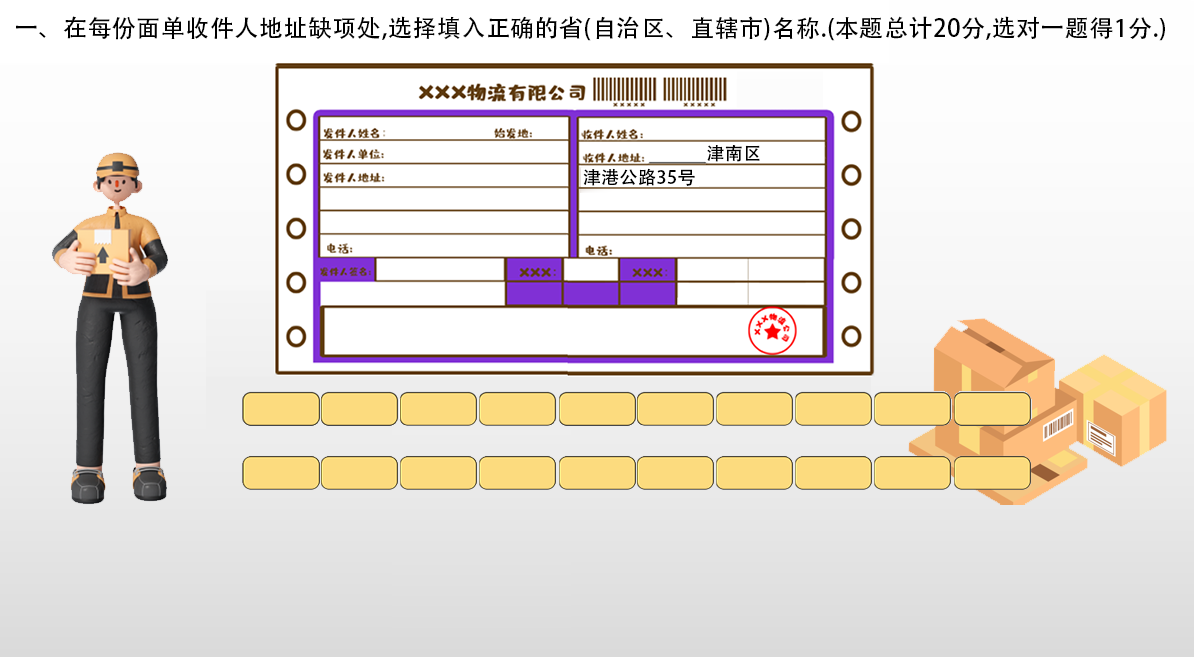 一、在每份面单收件人地址缺项处,选择填入正确的省(自治区、直辖市)名称.(本题总计20分,选对一题得1分.)
XXX物流有限公司
XXXXX XXXXX
发件人姓名: 始发地:
发件人单位:
发件人地址:
电话:
收件人姓名:
收件人地址: ______津南区
津港公路35号
电话:
发件人签名: XXX: XXX:
XXX物流公司